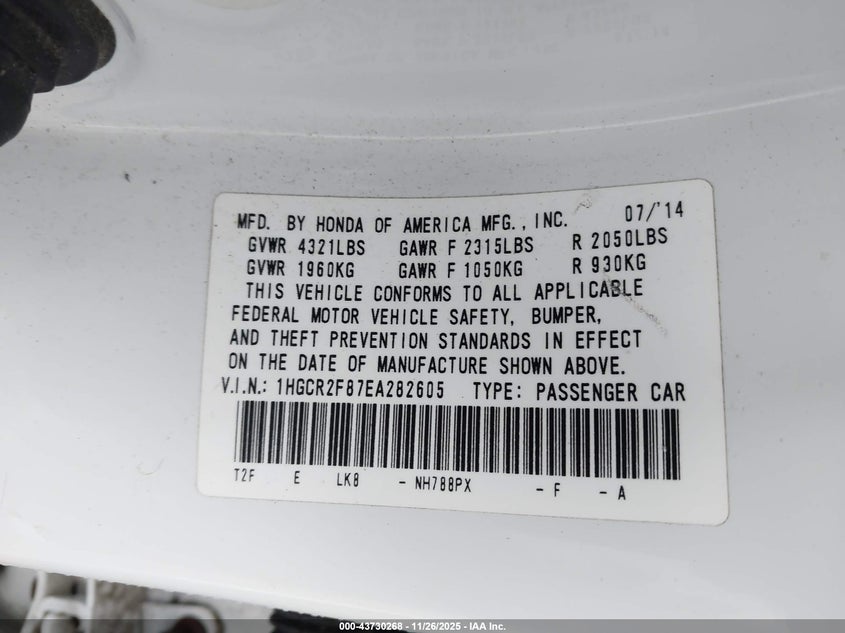 MFD. BY HONDA OF AMERICA MFG., INC. 07/'14
GVWR 4321LBS GAWR F 2315LBS R 2050LBS
GVWR 1960KG GAWR F 1050KG R 930KG
THIS VEHICLE CONFORMS TO ALL APPLICABLE
FEDERAL MOTOR VEHICLE SAFETY, BUMPER,
AND THEFT PREVENTION STANDARDS IN EFFECT
ON THE DATE OF MANUFACTURE SHOWN ABOVE.
V.I.N.: 1HGCR2F87EA282605 TYPE: PASSENGER CAR
T2F E LK8 - NH788PX - F - A
000-43730268 - 11/26/2025 - IAA Inc.